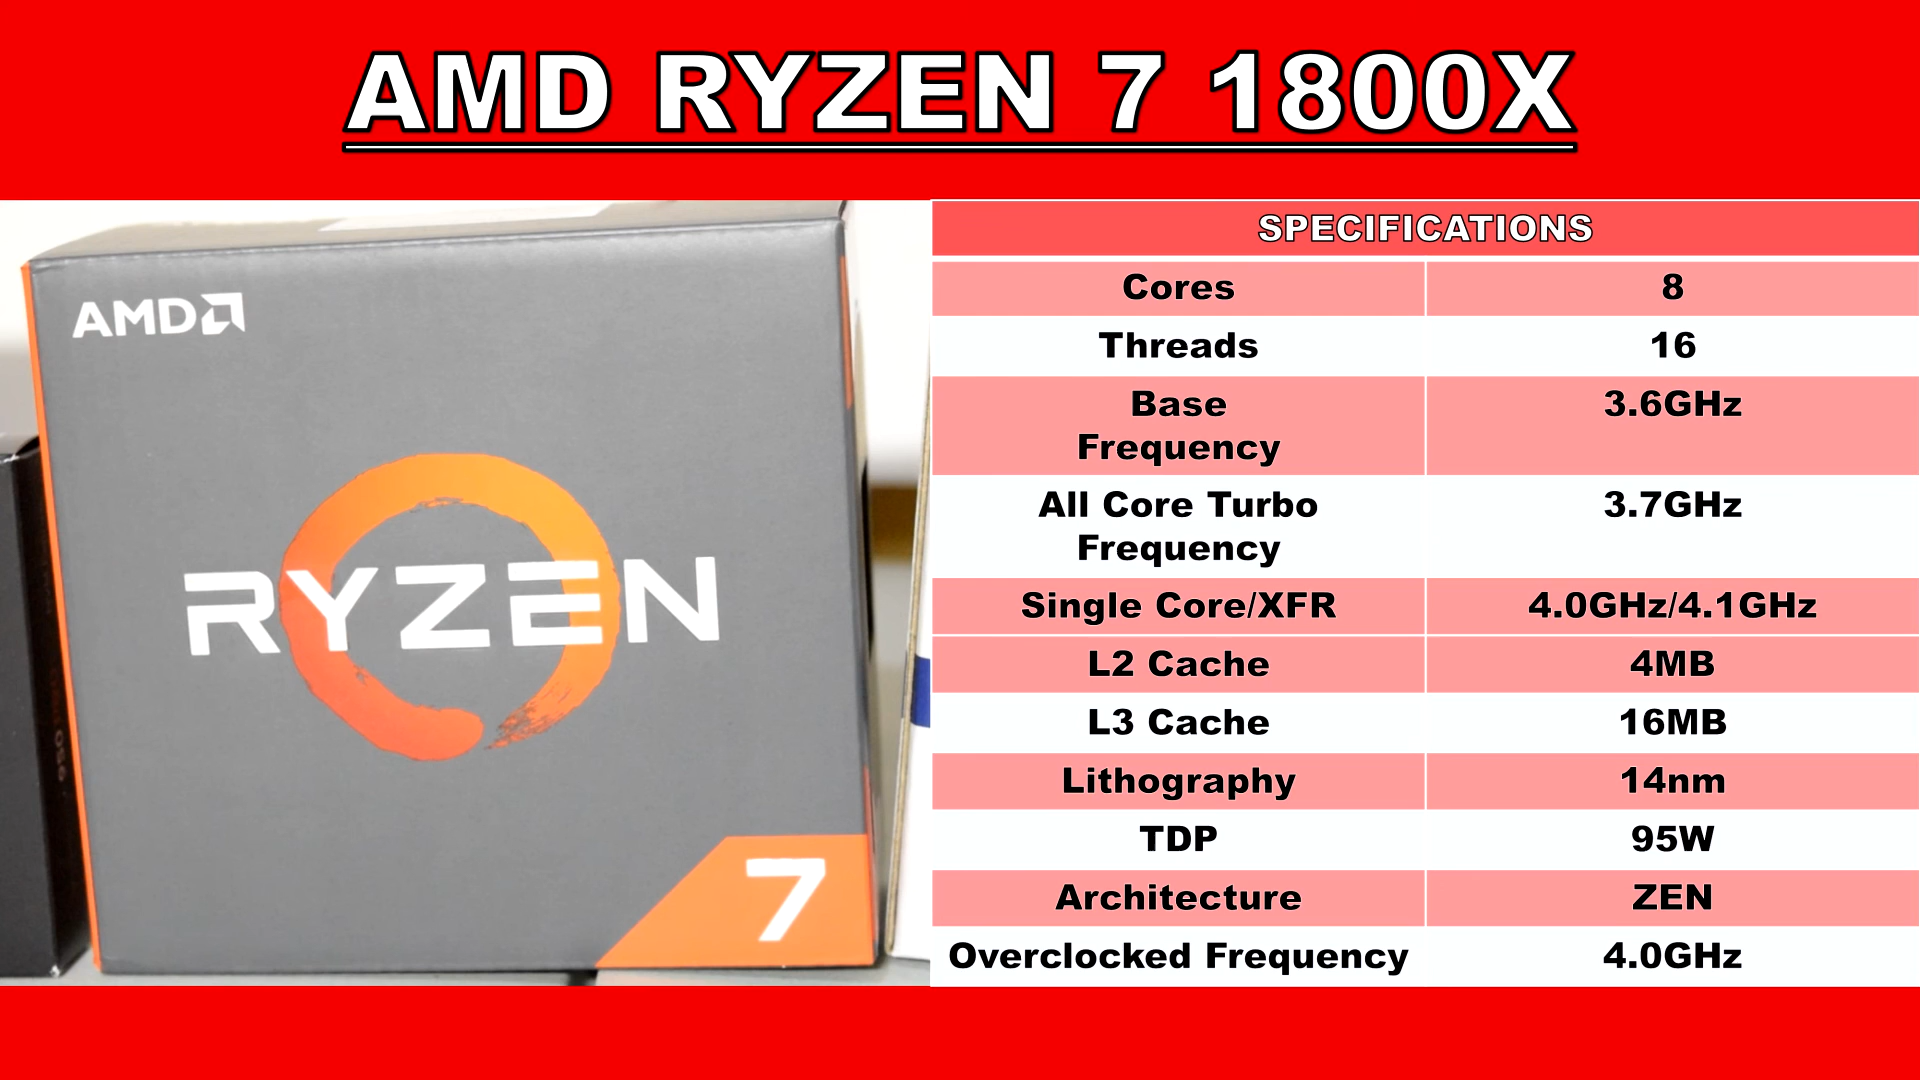 AMD RYZEN 7 1800X
AMD
RYZEN
7
SPECIFICATIONS
Cores 8
Threads 16
Base 3.6GHz
Frequency
All Core Turbo 3.7GHz
Frequency
Single Core/XFR 4.0GHz/4.1GHz
L2 Cache 4MB
L3 Cache 16MB
Lithography 14nm
TDP 95W
Architecture ZEN
Overclocked Frequency 4.0GHz